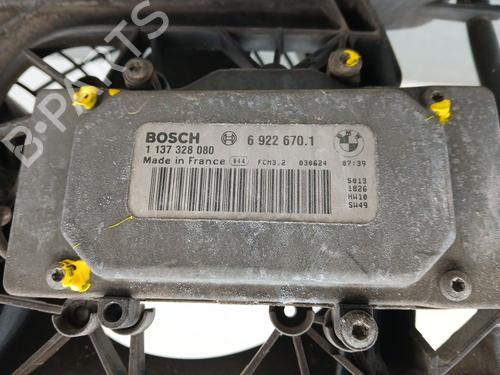 B-PARTS
BOSCH 6 922 670.1
1 137 328 080
Made in France 044 FCM3.2 030624 07:39
5013
1826
HW10
SW49